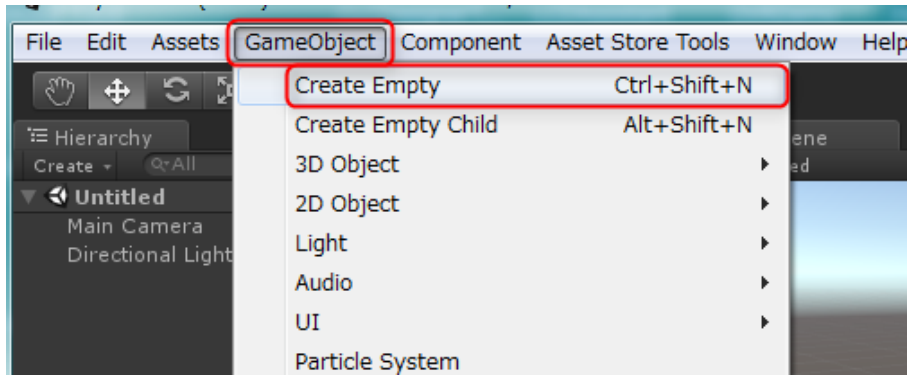 File Edit Assets GameObject Component Asset Store Tools Window Help
Create Empty Ctrl+Shift+N
Hierarchy
Create Empty Child Alt+Shift+N
Create All
3D Object
Untitled
2D Object
Main Camera
Light
Directional Light
Audio
UI
Particle System